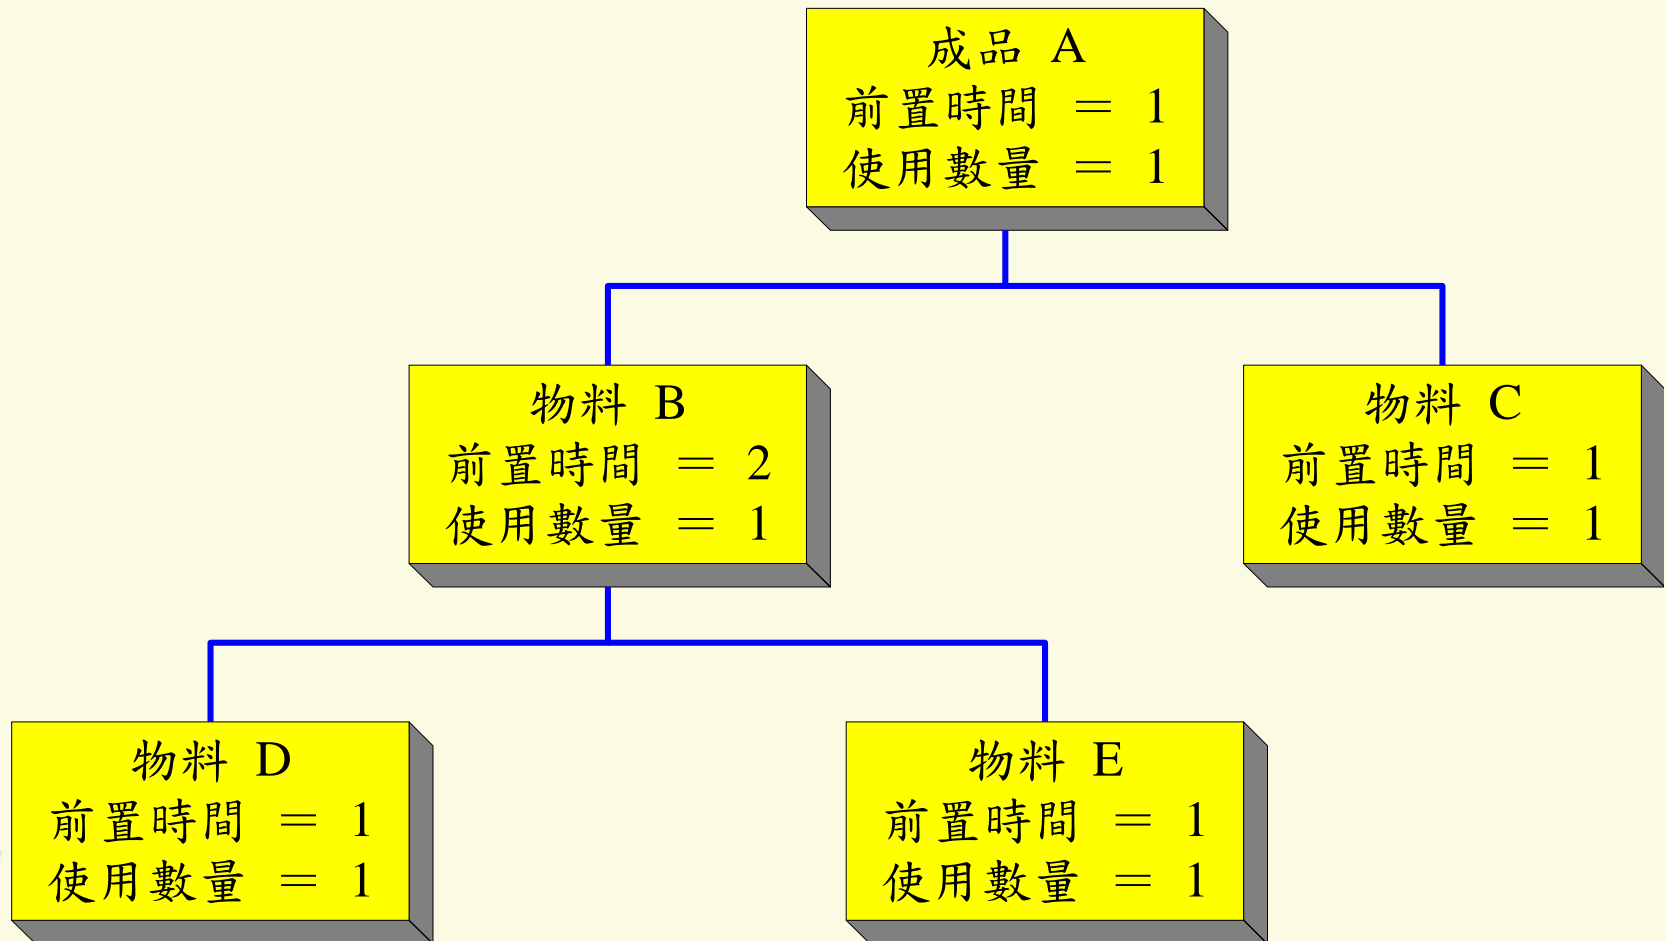 成品 A
前置時間 = 1
使用數量 = 1
物料 B
前置時間 = 2
使用數量 = 1
物料 C
前置時間 = 1
使用數量 = 1
物料 D
前置時間 = 1
使用數量 = 1
物料 E
前置時間 = 1
使用數量 = 1